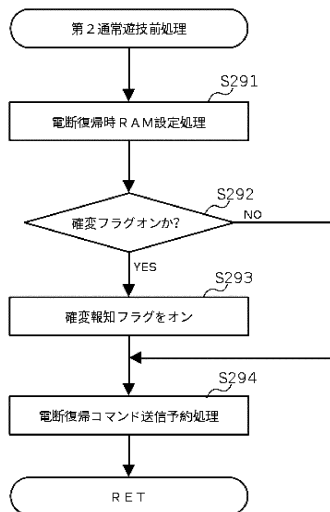 第２通常遊技前処理
S291
電断復帰時ＲＡＭ設定処理
S292
確変フラグオンか？
NO
YES
S293
確変報知フラグをオン
S294
電断復帰コマンド送信予約処理
ＲＥＴ